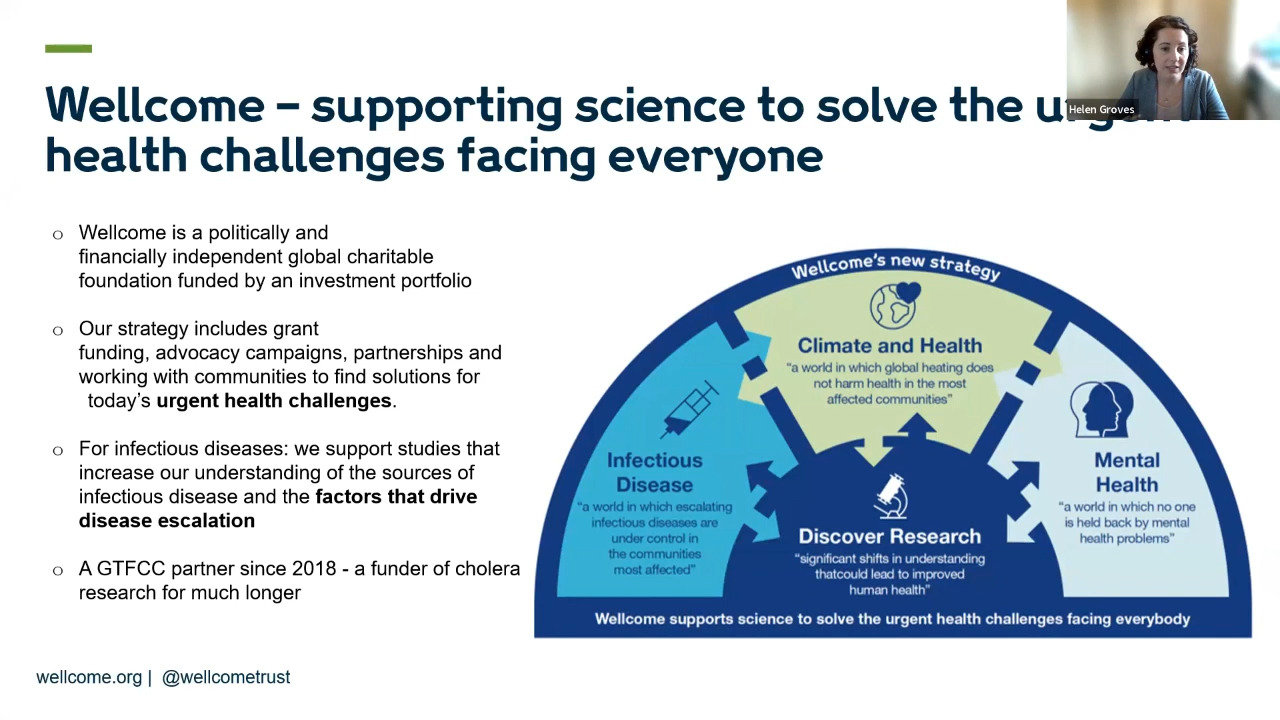 Helen Groves
Wellcome – supporting science to solve the urgent
health challenges facing everyone
Wellcome is a politically and
financially independent global charitable
foundation funded by an investment portfolio
Our strategy includes grant
funding, advocacy campaigns, partnerships and
working with communities to find solutions for
today's urgent health challenges.
For infectious diseases: we support studies that
increase our understanding of the sources of
infectious disease and the factors that drive
disease escalation
A GTFCC partner since 2018 - a funder of cholera
research for much longer
Wellcome's new strategy
Climate and Health
“a world in which global heating does
not harm health in the most
affected communities”
Infectious
Disease
“a world in which escalating
infectious diseases are
under control in
the communities
most affected”
Mental
Health
“a world in which no one
is held back by mental
health problems”
Discover Research
“significant shifts in understanding
thatcould lead to improved
human health”
Wellcome supports science to solve the urgent health challenges facing everybody
wellcome.org | @wellcometrust